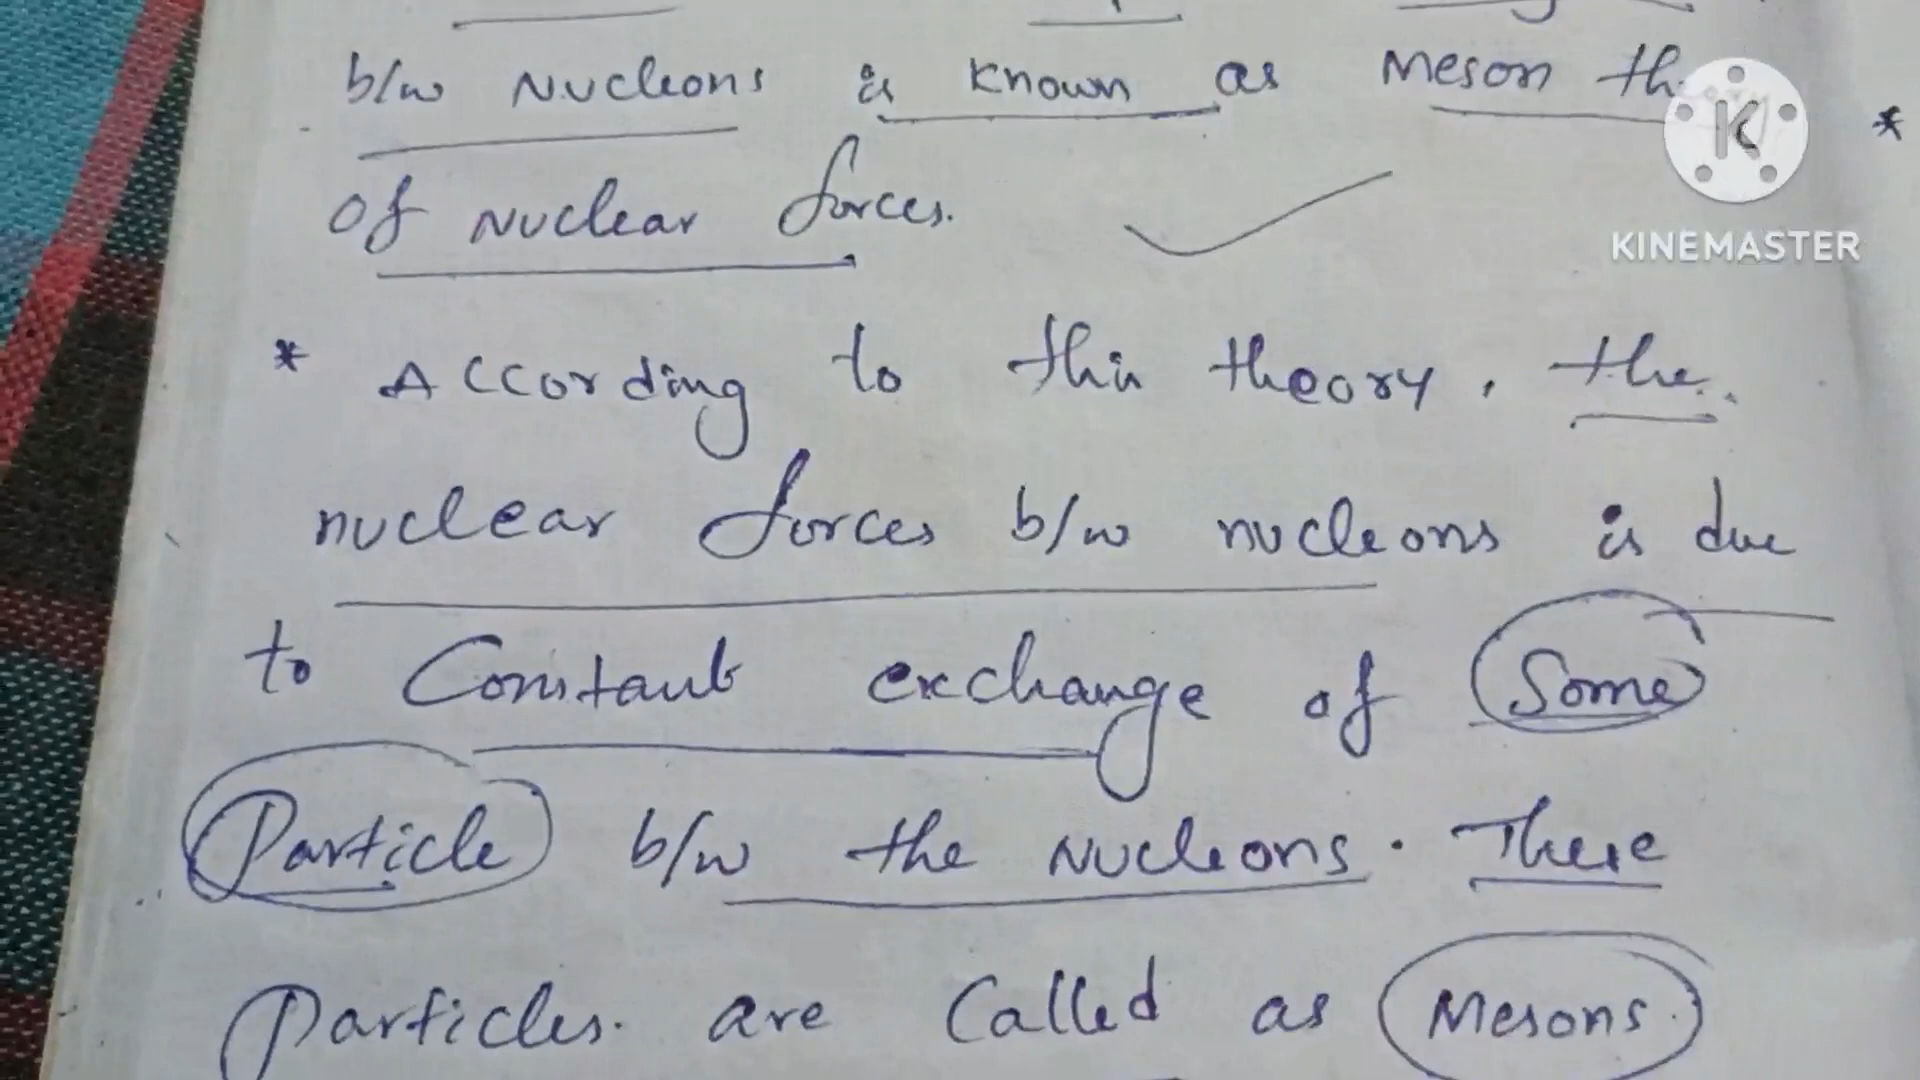 b/w Nucleons is known as Meson theory
of Nuclear forces.
* According to this theory, the
nuclear forces b/w nucleons is due
to Constant exchange of Some
Particle b/w the Nucleons. These
Particles. are Called as Mesons.
*
KINEMASTER